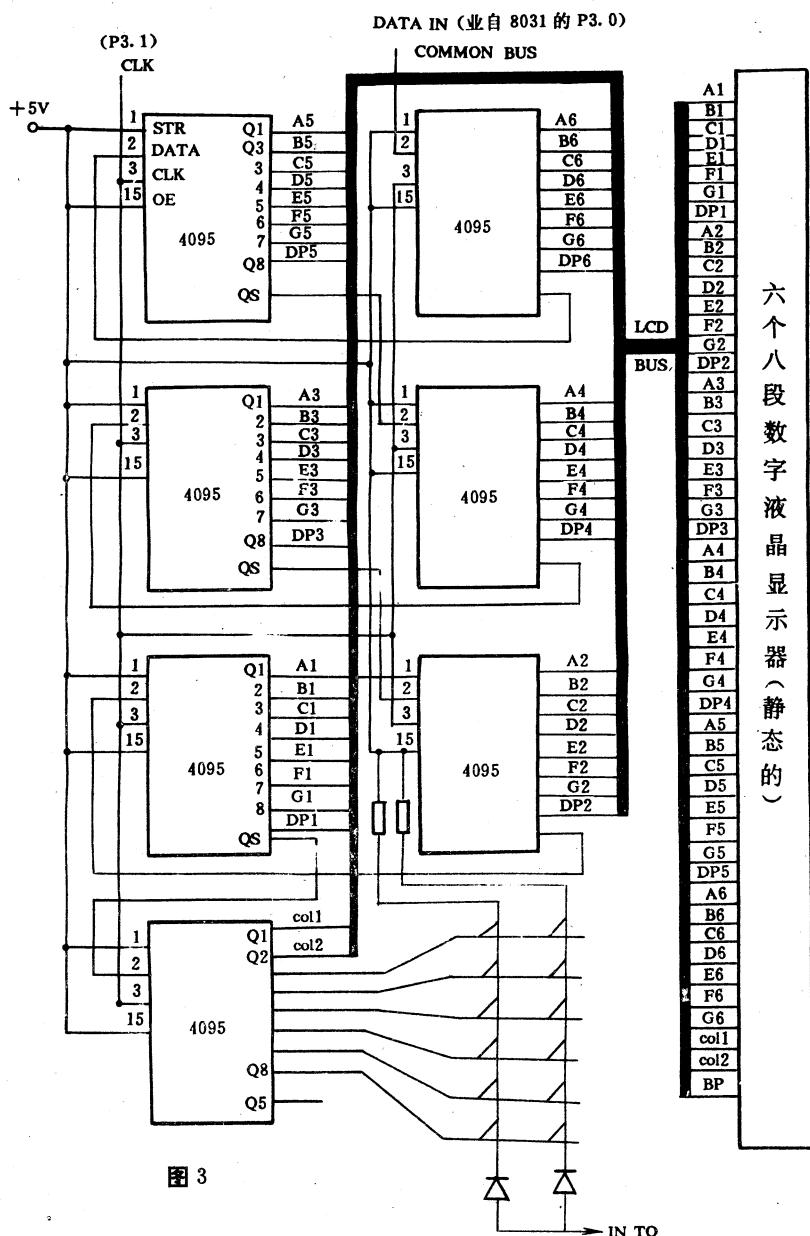 DATA IN (业自 8031 的 P3.0)
(P3.1)
CLK
COMMON BUS
+5V
1 STR
2 DATA
3 CLK
15 OE
4095
Q1 A5
Q3 B5
3 C5
4 D5
5 E5
6 F5
7 G5
Q8 DP5
QS
1
2
3
15
4095
A6
B6
C6
D6
E6
F6
G6
DP6
1
2
3
15
4095
Q1 A3
2 B3
3 C3
4 D3
5 E3
6 F3
7 G3
Q8 DP3
QS
1
2
3
15
4095
A4
B4
C4
D4
E4
F4
G4
DP4
1
2
3
15
4095
Q1 A1
2 B1
3 C1
4 D1
5 E1
6 F1
7 G1
8 DP1
QS
1
2
3
15
4095
A2
B2
C2
D2
E2
F2
G2
DP2
1
2
3
15
4095
Q1 col1
Q2 col2
Q8
Q5
LCD
BUS
A1
B1
C1
D1
E1
F1
G1
DP1
A2
B2
C2
D2
E2
F2
G2
DP2
A3
B3
C3
D3
E3
F3
G3
DP3
A4
B4
C4
D4
E4
F4
G4
DP4
A5
B5
C5
D5
E5
F5
G5
DP5
A6
B6
C6
D6
E6
F6
G6
col1
col2
BP
六个八段数字液晶显示器(静态的)
图 3
IN TO